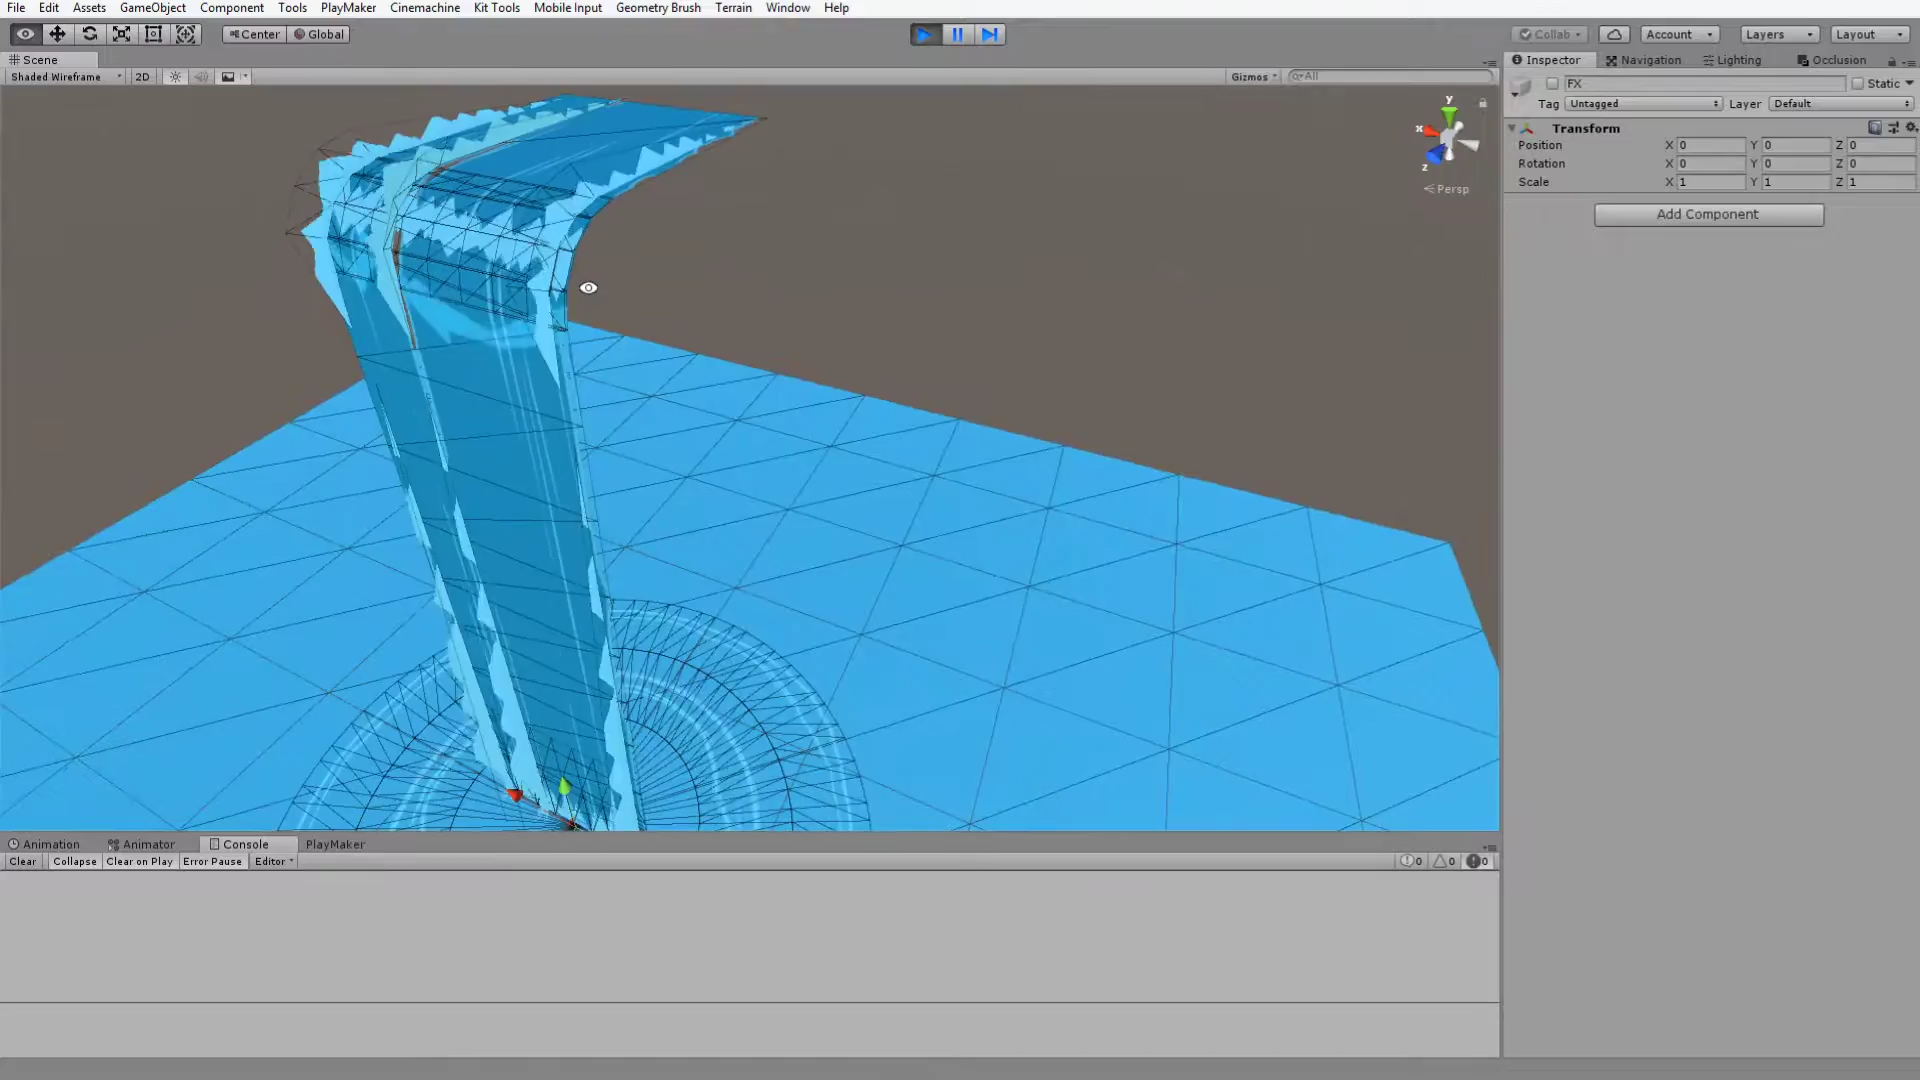 File Edit Assets GameObject Component Tools PlayMaker Cinemachine Kit Tools Mobile Input Geometry Brush Terrain Window Help
Center Global Collab Account Layers Layout
Scene
Shaded Wireframe 2D Gizmos All
y
x
z
Persp
Inspector Navigation Lighting Occlusion
FX Static
Tag Untagged Layer Default
Transform
Position X 0 Y 0 Z 0
Rotation X 0 Y 0 Z 0
Scale X 1 Y 1 Z 1
Add Component
Animation Animator Console PlayMaker
Clear Collapse Clear on Play Error Pause Editor 0 0 0